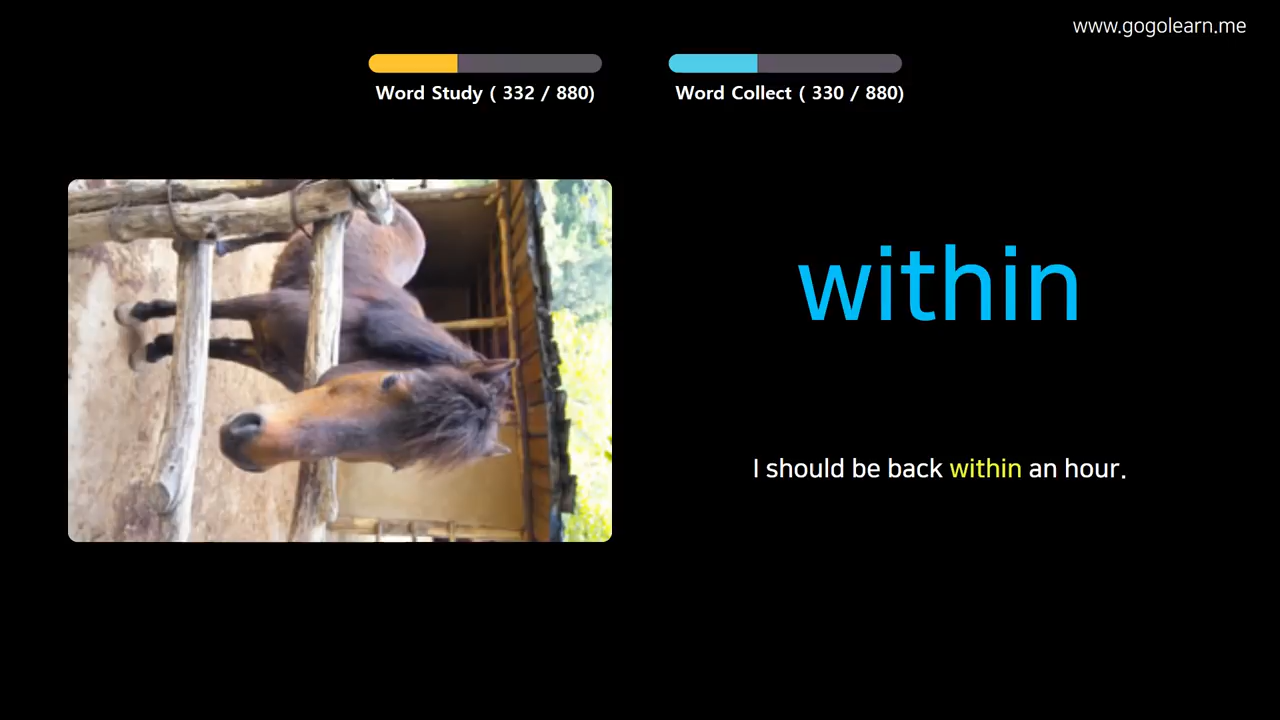 www.gogolearn.me
Word Study ( 332 / 880)
Word Collect ( 330 / 880)
within
I should be back within an hour.